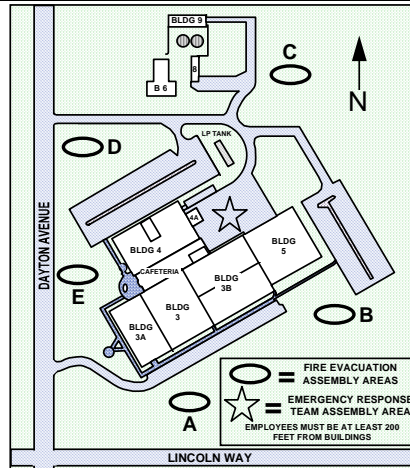 BLDG 9
C
8
B 6
N
LP TANK
D
DAYTON AVENUE
4A
BLDG 4
BLDG
5
CAFETERIA
E
BLDG
3B
BLDG
3
B
BLDG
3A
A
= FIRE EVACUATION
ASSEMBLY AREAS
= EMERGENCY RESPONSE
TEAM ASSEMBLY AREA
EMPLOYEES MUST BE AT LEAST 200
FEET FROM BUILDINGS
LINCOLN WAY